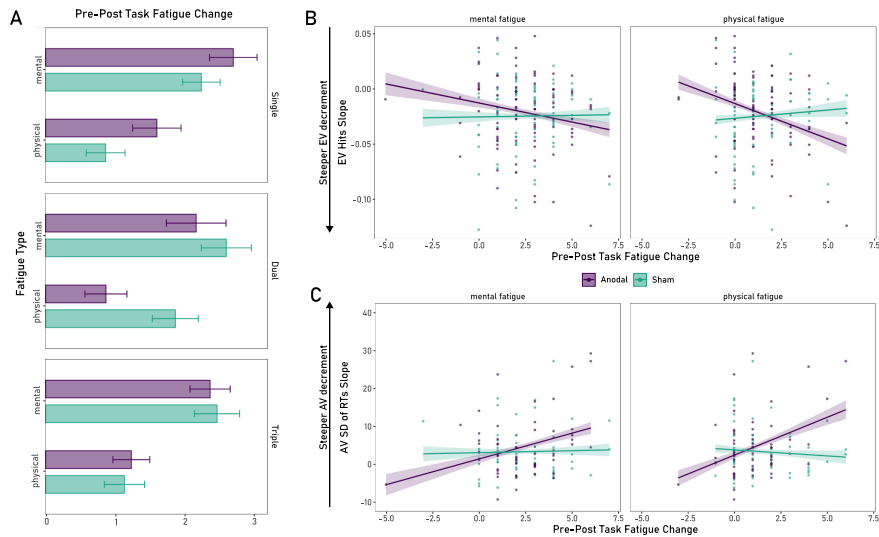 A
Pre-Post Task Fatigue Change
Fatigue Type
mental
physical
Single
mental
physical
Dual
mental
physical
Triple
0 1 2 3
B
mental fatigue physical fatigue
Steeper EV decrement
EV Hits Slope
0.05
0.00
-0.05
-0.10
-5.0 -2.5 0.0 2.5 5.0 7.5 -5.0 -2.5 0.0 2.5 5.0 7.5
Pre-Post Task Fatigue Change
Anodal Sham
C
mental fatigue physical fatigue
Steeper AV decrement
AV SD of RTs Slope
40
30
20
10
0
-10
-5.0 -2.5 0.0 2.5 5.0 7.5 -5.0 -2.5 0.0 2.5 5.0 7.5
Pre-Post Task Fatigue Change